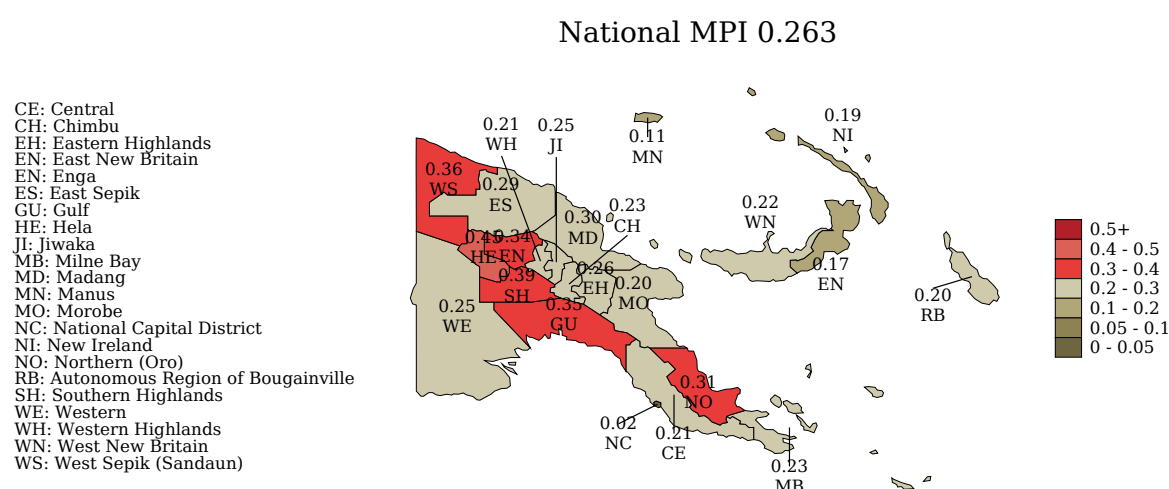 National MPI 0.263
CE: Central
CH: Chimbu
EH: Eastern Highlands
EN: East New Britain
EN: Enga
ES: East Sepik
GU: Gulf
HE: Hela
JI: Jiwaka
MB: Milne Bay
MD: Madang
MN: Manus
MO: Morobe
NC: National Capital District
NI: New Ireland
NO: Northern (Oro)
RB: Autonomous Region of Bougainville
SH: Southern Highlands
WE: Western
WH: Western Highlands
WN: West New Britain
WS: West Sepik (Sandaun)
0.36
WS
0.21
WH
0.25
JI
0.11
MN
0.19
NI
0.29
ES
0.30
MD
0.23
CH
0.22
WN
0.45
HE
0.34
EN
0.39
SH
0.26
EH
0.20
MO
0.17
EN
0.20
RB
0.25
WE
0.35
GU
0.31
NO
0.02
NC
0.21
CE
0.23
MB
0.5+
0.4 - 0.5
0.3 - 0.4
0.2 - 0.3
0.1 - 0.2
0.05 - 0.1
0 - 0.05